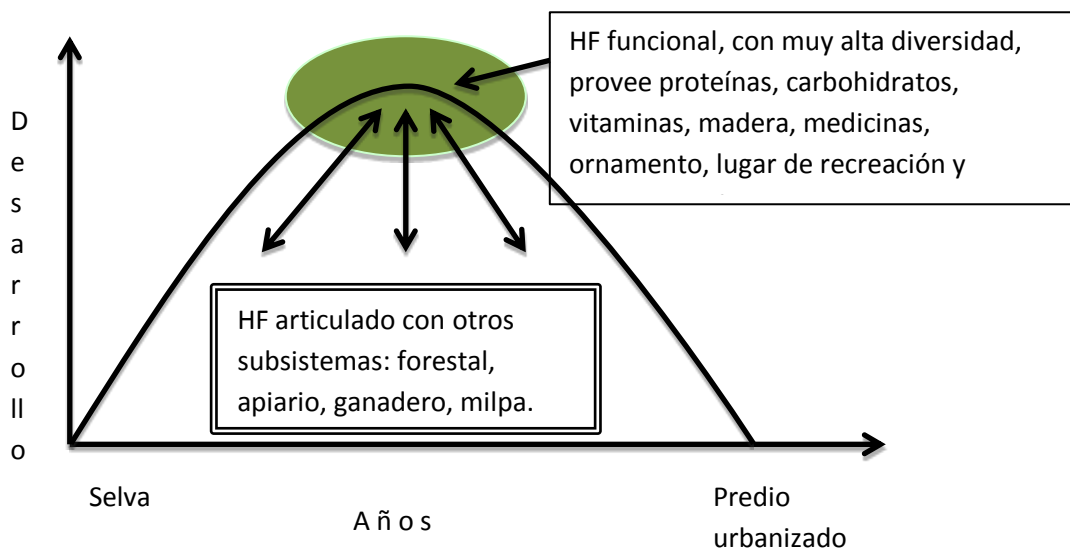 HF funcional, con muy alta diversidad,
provee proteínas, carbohidratos,
vitaminas, madera, medicinas,
ornamento, lugar de recreación y
D
e
s
a
r
r
o
ll
o
HF articulado con otros
subsistemas: forestal,
apiario, ganadero, milpa.
Selva
A ñ o s
Predio
urbanizado